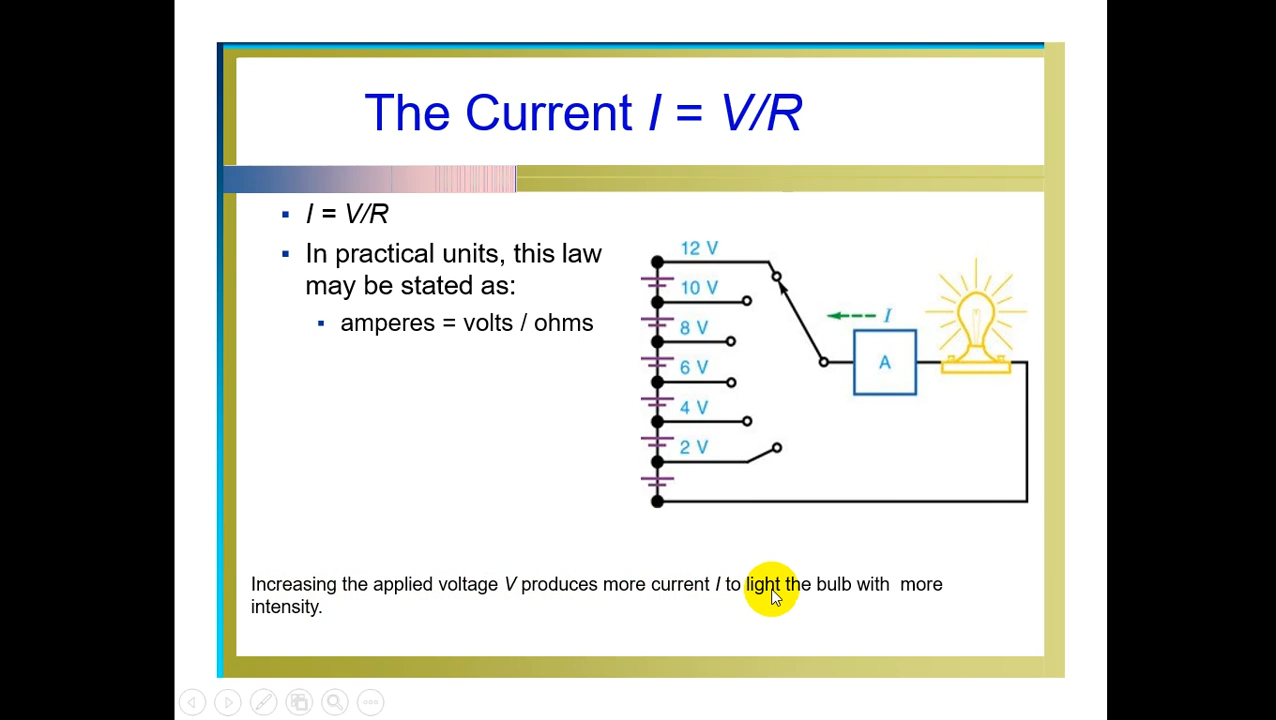 The Current I = V/R
▪ I = V/R
▪ In practical units, this law
may be stated as:
▪ amperes = volts / ohms
12 V
10 V
8 V
6 V
4 V
2 V
I
A
Increasing the applied voltage V produces more current I to light the bulb with more
intensity.